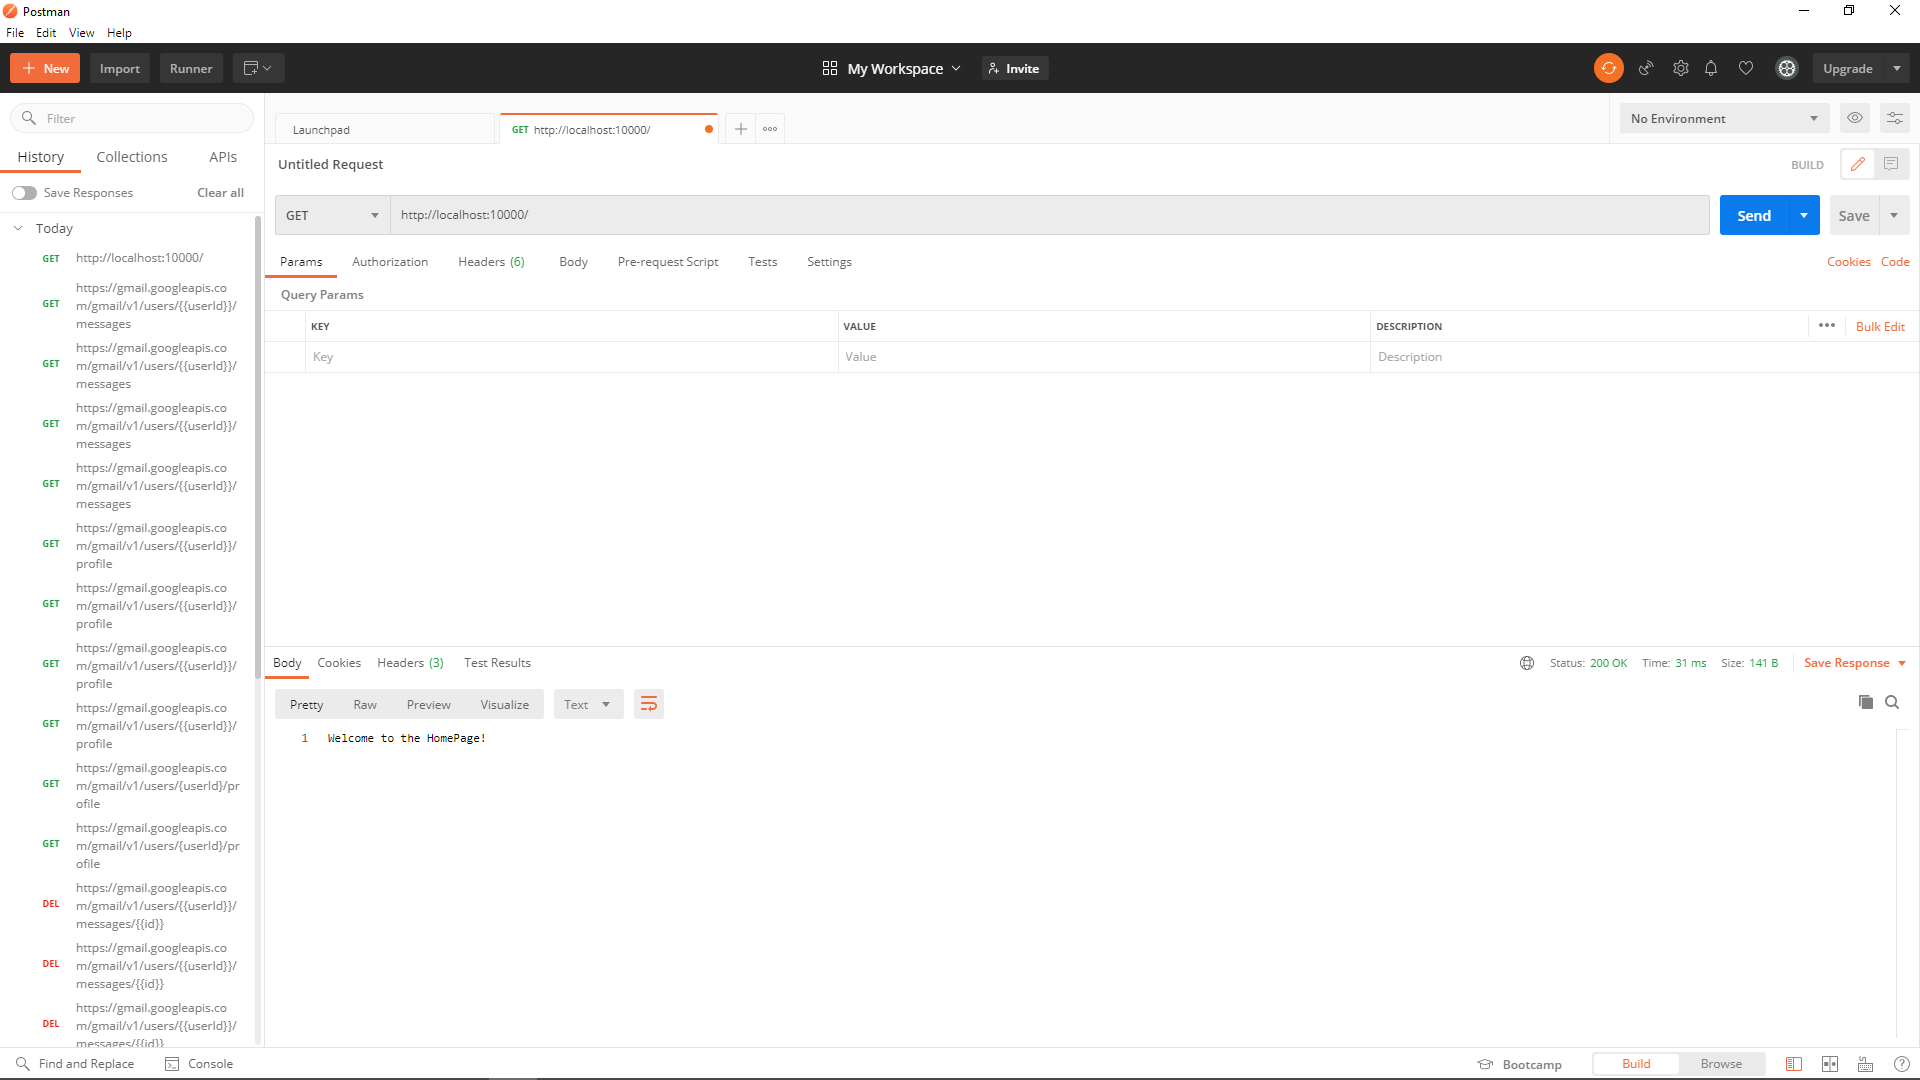 Postman
File Edit View Help
New Import Runner My Workspace Invite Upgrade
Filter
History Collections APIs
Save Responses Clear all
Today
GET http://localhost:10000/
GET https://gmail.googleapis.co
m/gmail/v1/users/{{userId}}/
messages
GET https://gmail.googleapis.co
m/gmail/v1/users/{{userId}}/
messages
GET https://gmail.googleapis.co
m/gmail/v1/users/{{userId}}/
messages
GET https://gmail.googleapis.co
m/gmail/v1/users/{{userId}}/
messages
GET https://gmail.googleapis.co
m/gmail/v1/users/{{userId}}/
profile
GET https://gmail.googleapis.co
m/gmail/v1/users/{{userId}}/
profile
GET https://gmail.googleapis.co
m/gmail/v1/users/{{userId}}/
profile
GET https://gmail.googleapis.co
m/gmail/v1/users/{{userId}}/
profile
GET https://gmail.googleapis.co
m/gmail/v1/users/{userId}/pr
ofile
GET https://gmail.googleapis.co
m/gmail/v1/users/{userId}/pr
ofile
DEL https://gmail.googleapis.co
m/gmail/v1/users/{{userId}}/
messages/{{id}}
DEL https://gmail.googleapis.co
m/gmail/v1/users/{{userId}}/
messages/{{id}}
DEL https://gmail.googleapis.co
m/gmail/v1/users/{{userId}}/
messages/{{id}}
Launchpad GET http://localhost:10000/ No Environment
Untitled Request BUILD
GET http://localhost:10000/ Send Save
Params Authorization Headers (6) Body Pre-request Script Tests Settings Cookies Code
Query Params
KEY VALUE DESCRIPTION Bulk Edit
Key Value Description
Body Cookies Headers (3) Test Results Status: 200 OK Time: 31 ms Size: 141 B Save Response
Pretty Raw Preview Visualize Text
1 Welcome to the HomePage!
Find and Replace Console Bootcamp Build Browse